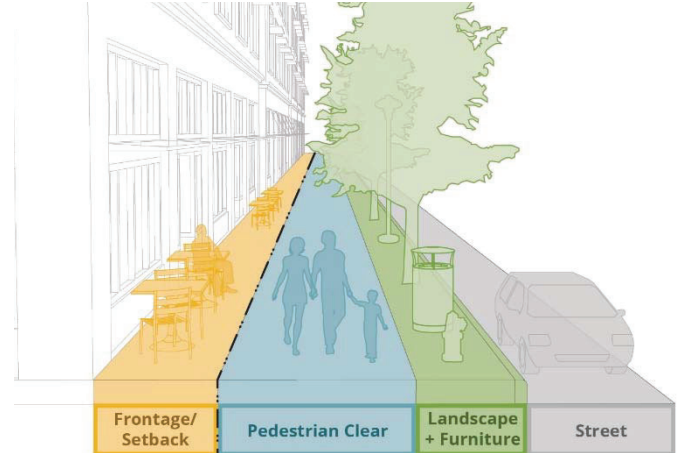 Frontage/
Setback
Pedestrian Clear
Landscape
+ Furniture
Street